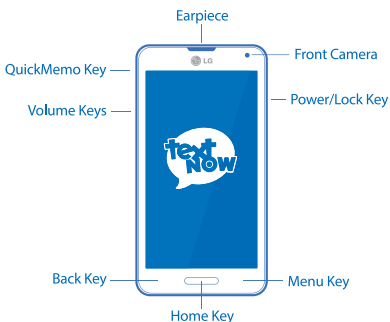 Earpiece
Front Camera
LG
QuickMemo Key
Power/Lock Key
Volume Keys
text
NOW
Back Key
Menu Key
Home Key